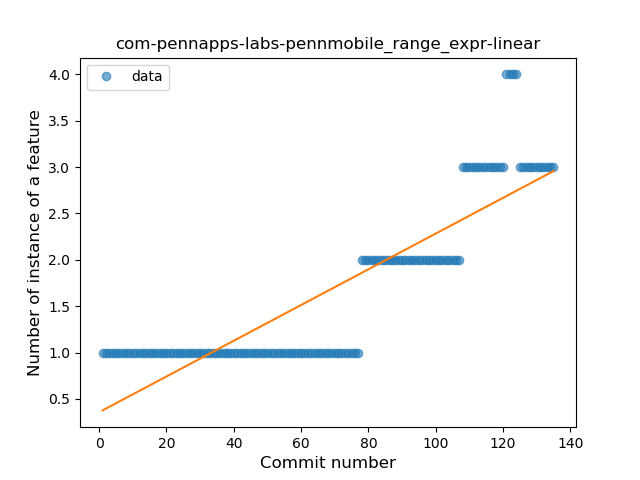 com-pennapps-labs-pennmobile_range_expr-linear
data
Number of instance of a feature
4.0
3.5
3.0
2.5
2.0
1.5
1.0
0.5
0 20 40 60 80 100 120 140
Commit number